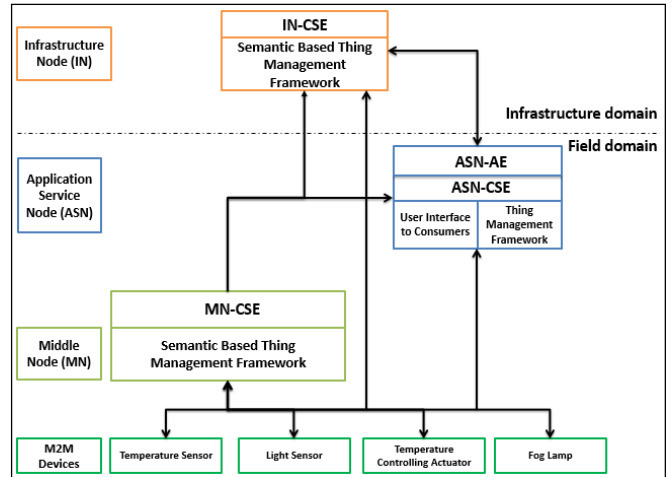 Infrastructure
Node (IN)
IN-CSE
Semantic Based Thing
Management
Framework
Infrastructure domain
Field domain
Application
Service
Node (ASN)
ASN-AE
ASN-CSE
User Interface
to Consumers
Thing
Management
Framework
Middle
Node (MN)
MN-CSE
Semantic Based Thing
Management Framework
M2M
Devices
Temperature Sensor
Light Sensor
Temperature
Controlling Actuator
Fog Lamp